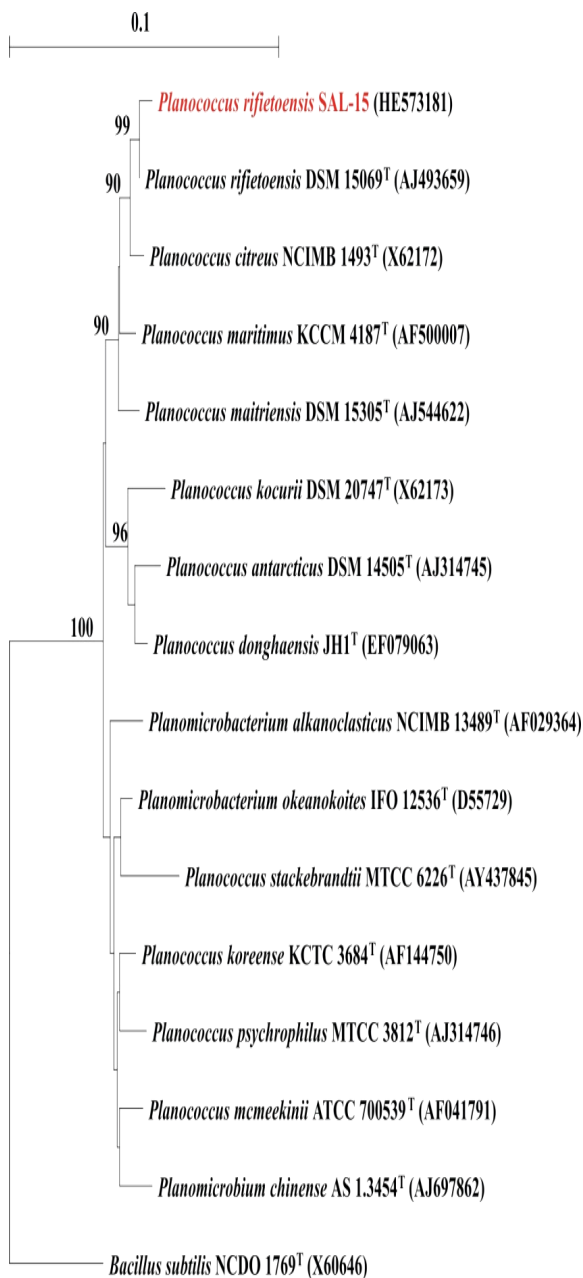 0.1
Planococcus rifietoensis SAL-15 (HE573181)
99
Planococcus rifietoensis DSM 15069ᵀ (AJ493659)
90
Planococcus citreus NCIMB 1493ᵀ (X62172)
90
Planococcus maritimus KCCM 4187ᵀ (AF500007)
Planococcus maitriensis DSM 15305ᵀ (AJ544622)
Planococcus kocurii DSM 20747ᵀ (X62173)
96
Planococcus antarcticus DSM 14505ᵀ (AJ314745)
Planococcus donghaensis JH1ᵀ (EF079063)
100
Planomicrobacterium alkanoclasticus NCIMB 13489ᵀ (AF029364)
Planomicrobacterium okeanokoites IFO 12536ᵀ (D55729)
Planococcus stackebrandtii MTCC 6226ᵀ (AY437845)
Planococcus koreense KCTC 3684ᵀ (AF144750)
Planococcus psychrophilus MTCC 3812ᵀ (AJ314746)
Planococcus mcmeekinii ATCC 700539ᵀ (AF041791)
Planomicrobium chinense AS 1.3454ᵀ (AJ697862)
Bacillus subtilis NCDO 1769ᵀ (X60646)